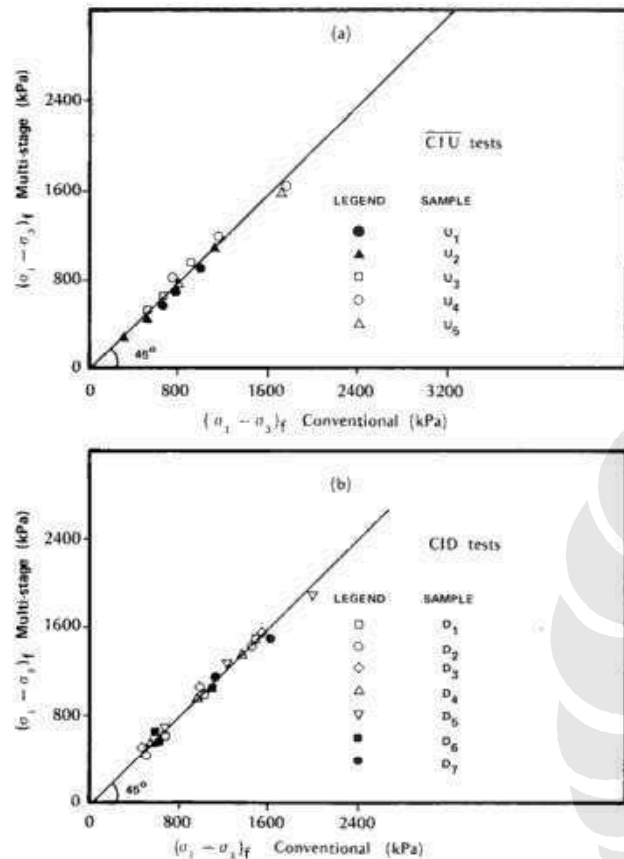 (a)
2400
1600
800
0
(σ₁ − σ₃)f Multi-stage (kPa)
CIU tests
LEGEND SAMPLE
U₁
U₂
U₃
U₄
U₅
45°
0 800 1600 2400 3200
(σ₁ − σ₃)f Conventional (kPa)
(b)
2400
1600
800
0
(σ₁ − σ₃)f Multi-stage (kPa)
CID tests
LEGEND SAMPLE
D₁
D₂
D₃
D₄
D₅
D₆
D₇
45°
0 800 1600 2400
(σ₁ − σ₃)f Conventional (kPa)